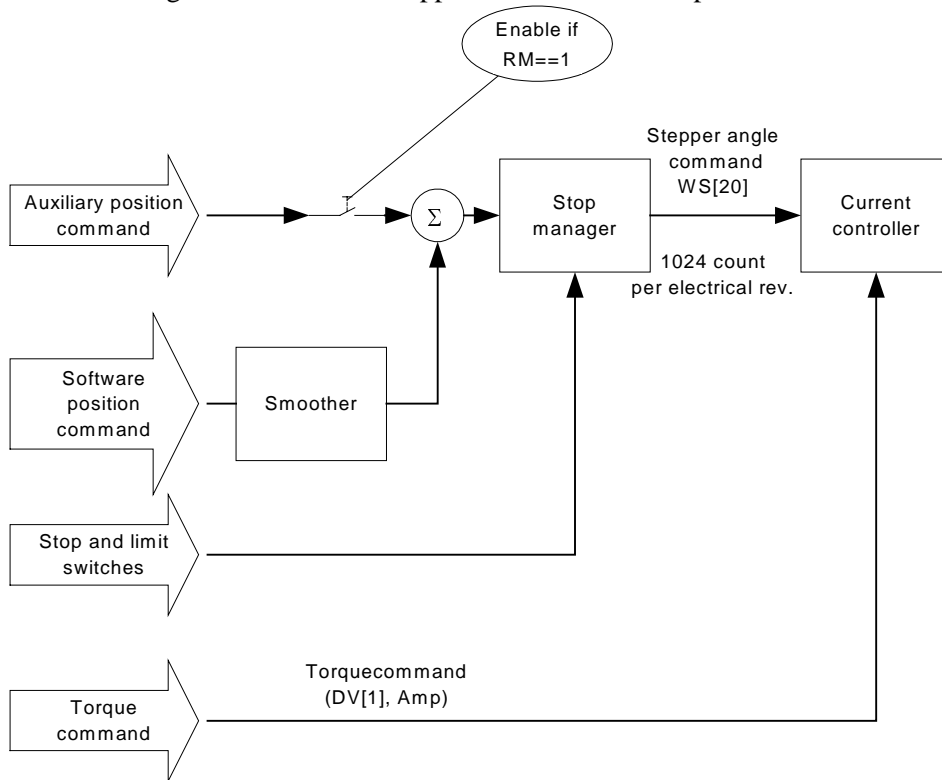 Enable if
RM==1
Stepper angle
command
WS[20]
Auxiliary position
command
Σ
Stop
manager
Current
controller
1024 count
per electrical rev.
Software
position
command
Smoother
Stop and limit
switches
Torquecommand
(DV[1], Amp)
Torque
command